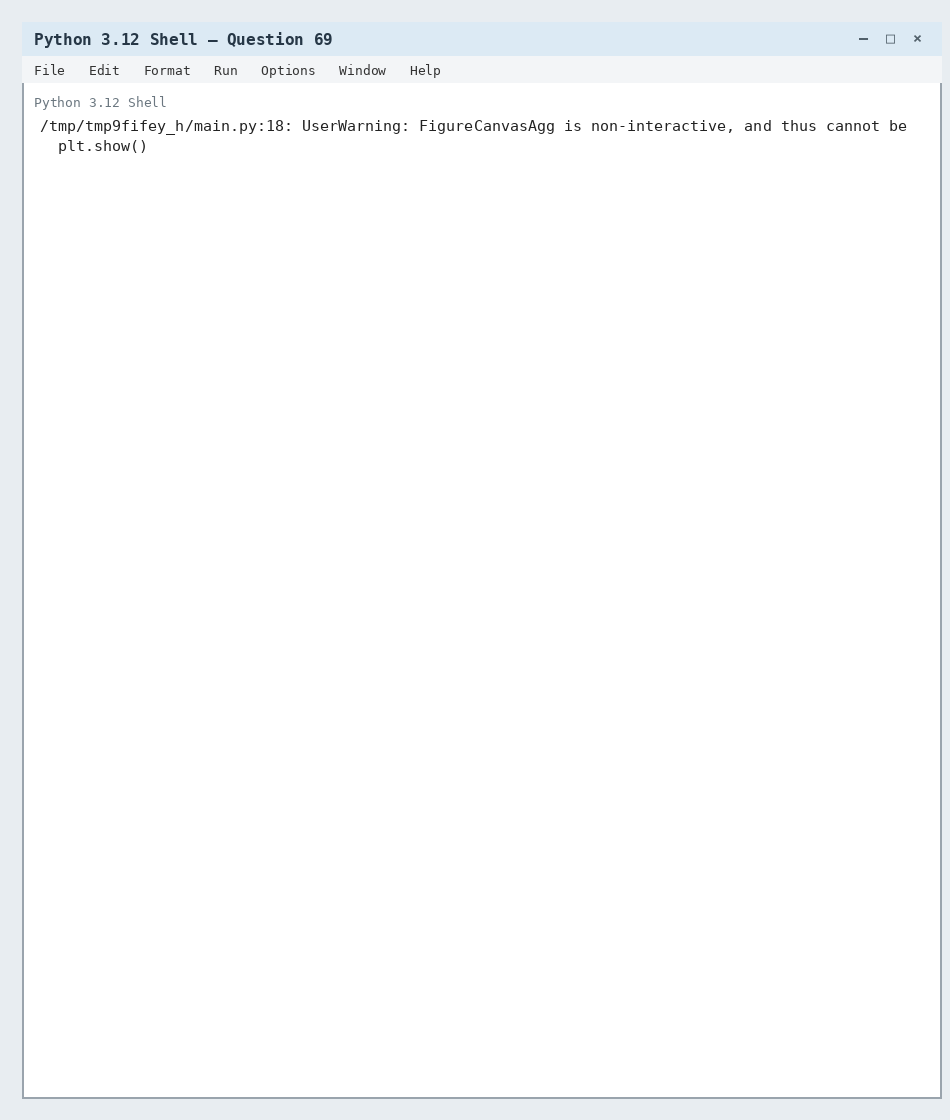 Python 3.12 Shell — Question 69
File Edit Format Run Options Window Help
Python 3.12 Shell
/tmp/tmp9fifey_h/main.py:18: UserWarning: FigureCanvasAgg is non-interactive, and thus cannot be
  plt.show()